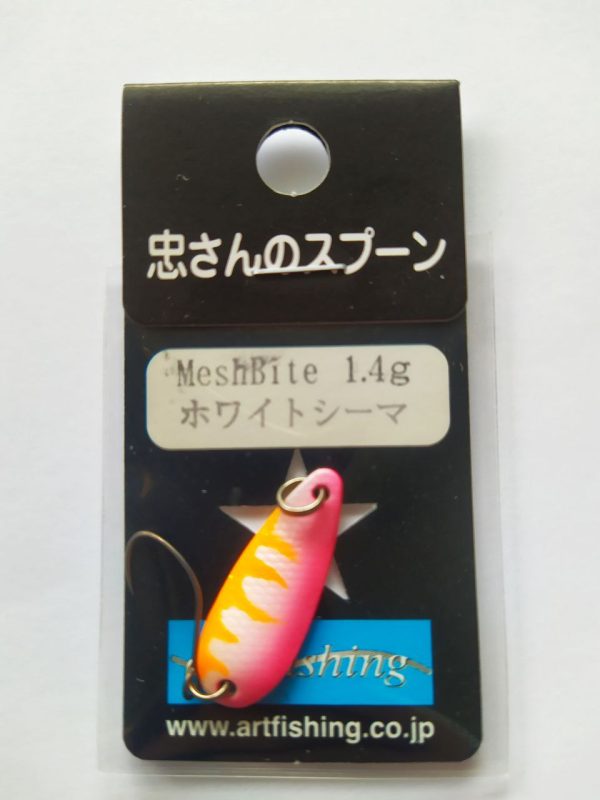 忠さんのスプーン
MeshBite 1.4g
ホワイトシーマ
fishing
www.artfishing.co.jp